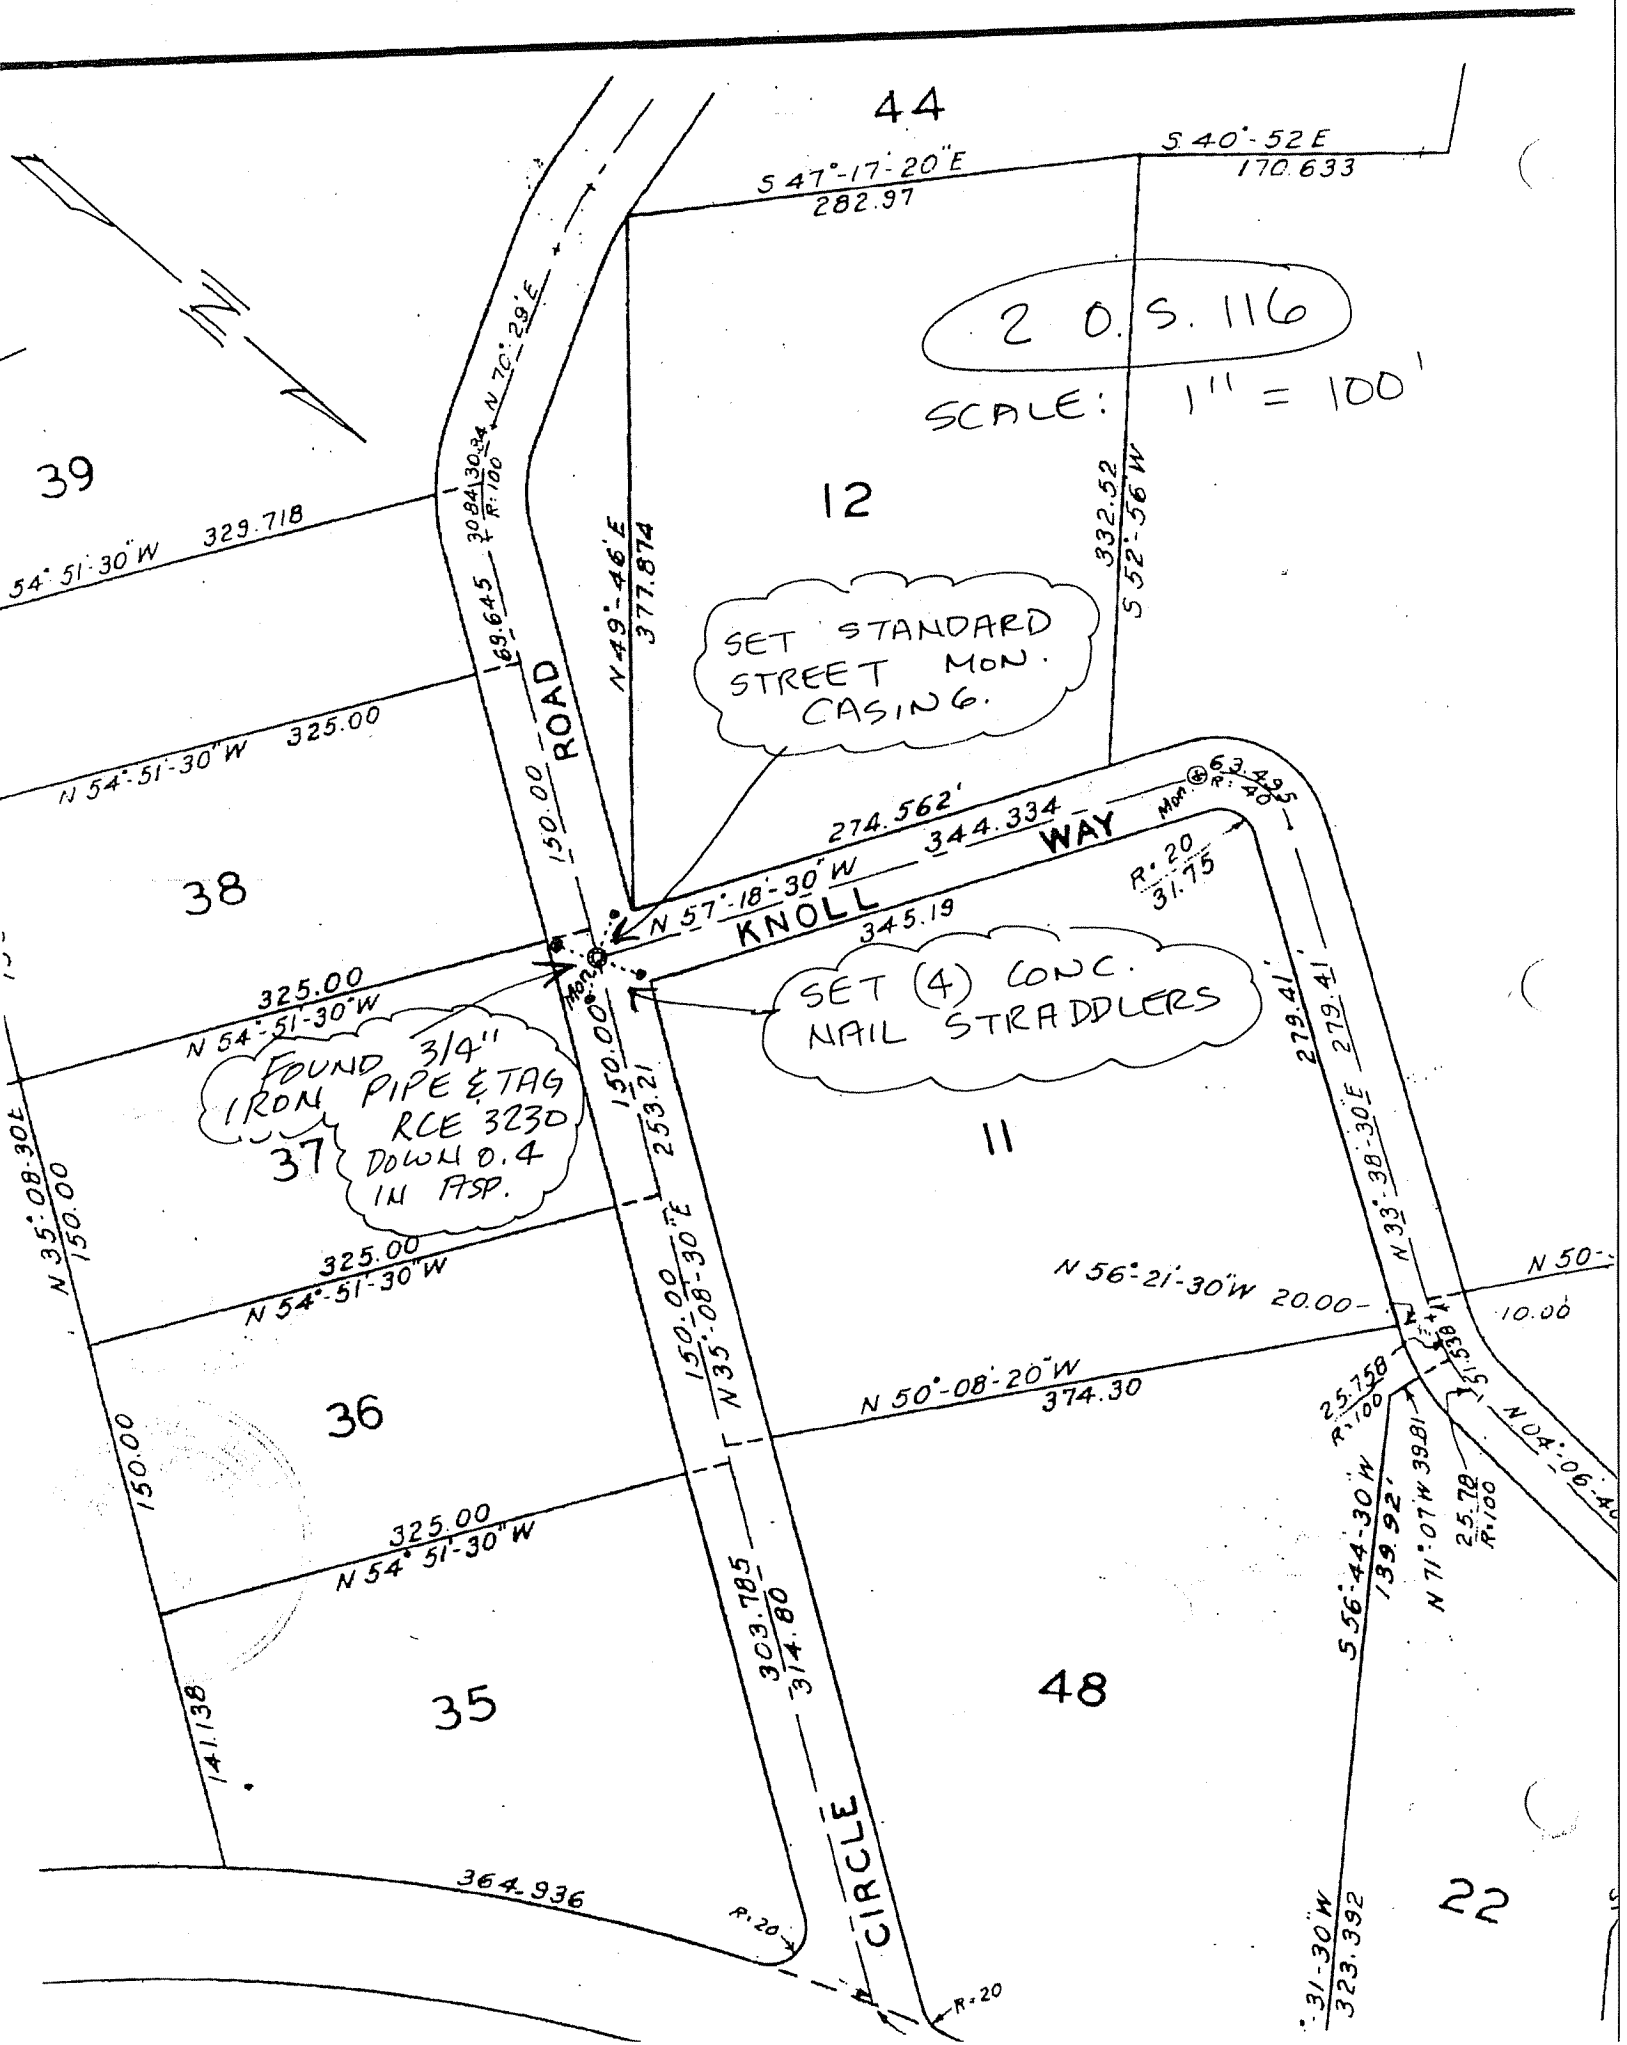 44
S 40°-52 E
170.633
S 47°-17'-20"E
282.97
N
2 O.S. 116
SCALE: 1" = 100'
N 70°-29'E
39
30.84
30.84
R=100
329.718
54°-51'-30"W
12
N 49°-46' E
377.874
332.52
S 52°-56 W
69.645
ROAD
325.00
N 54°-51'-30"W
SET STANDARD
STREET MON.
CASING.
150.00
38
63.495
R=40
Mon.
274.562'
344.334
WAY
N 57°-18'-30"W
KNOLL
345.19
R=20
31.75
325.00
N 54°-51'-30"W
Mon.
SET (4) CONC.
NAIL STRADDLERS
FOUND 3/4"
IRON PIPE & TAG
RCE 3230
DOWN 0.4
IN ASP.
37
150.00
253.21
11
279.41'
279.41'
N 33°-38'-30"E
N 35°-08-30E
150.00
325.00
N 54°-51'-30"W
150.00
N 35°-08'-30"E
N 56°-21'-30"W 20.00
N 50-
10.00
N 50°-08'-20"W
374.30
25.758
R=100
151.538
36
150.00
S 56°-44-30"W
139.92'
N 71°-07'W 39.81
25.78
R=100
N 04°-06'-40
325.00
N 54° 51'-30"W
303.785
314.80
35
48
141.138
CIRCLE
364.936
R=20
R=20
22
°-31-30"W
323.392